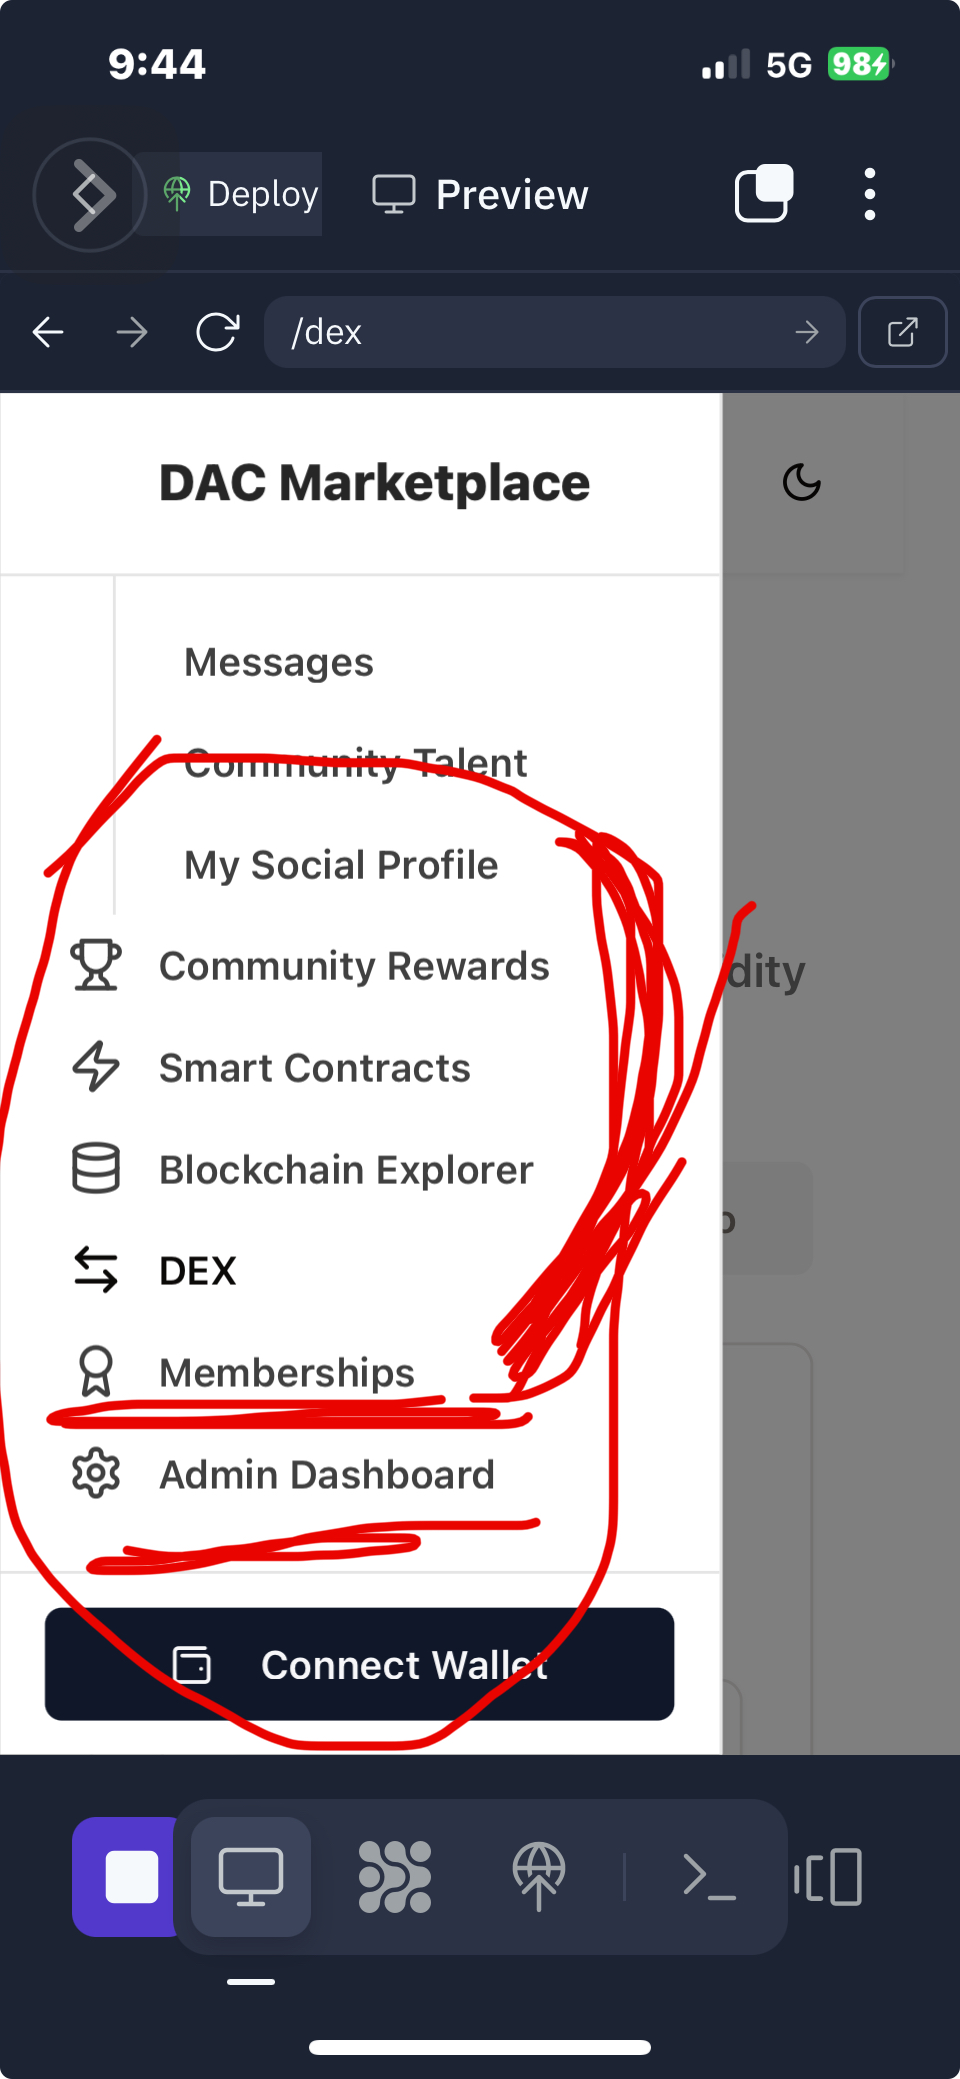 9:44
5G 98
Deploy
Preview
/dex
DAC Marketplace
Messages
Community Talent
My Social Profile
Community Rewards
dity
Smart Contracts
Blockchain Explorer
DEX
Memberships
Admin Dashboard
Connect Wallet